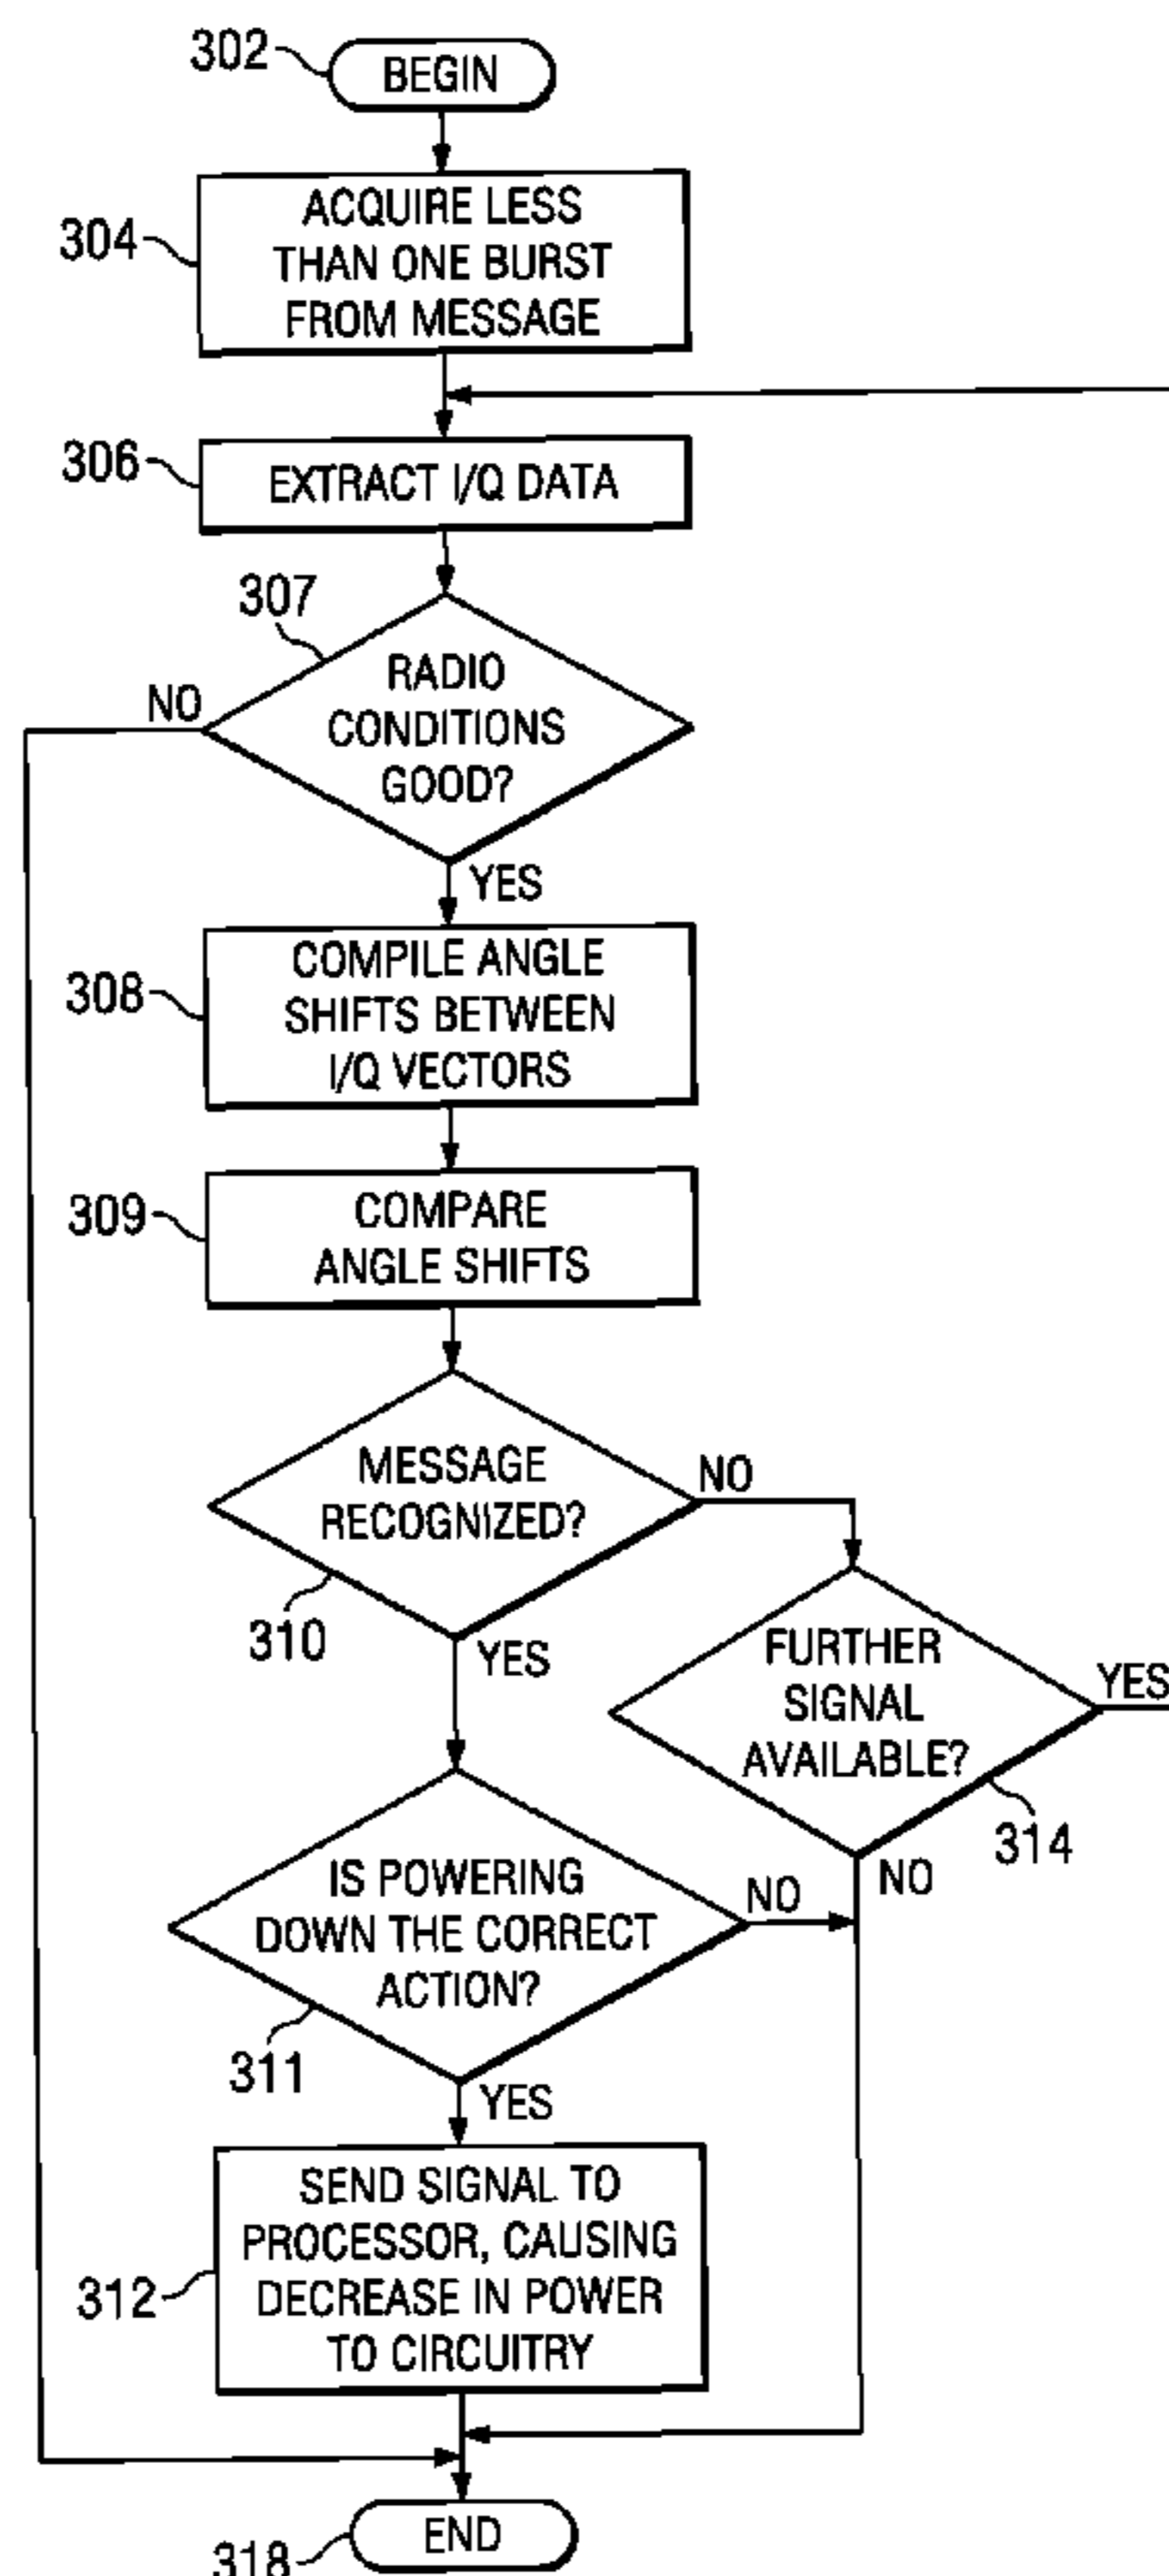 302
BEGIN
304
ACQUIRE LESS
THAN ONE BURST
FROM MESSAGE
306
EXTRACT I/Q DATA
307
RADIO
CONDITIONS
GOOD?
NO
YES
308
COMPILE ANGLE
SHIFTS BETWEEN
I/Q VECTORS
309
COMPARE
ANGLE SHIFTS
MESSAGE
RECOGNIZED?
NO
310
YES
FURTHER
SIGNAL
AVAILABLE?
YES
314
NO
IS POWERING
DOWN THE CORRECT
ACTION?
NO
311
YES
312
SEND SIGNAL TO
PROCESSOR, CAUSING
DECREASE IN POWER
TO CIRCUITRY
318
END